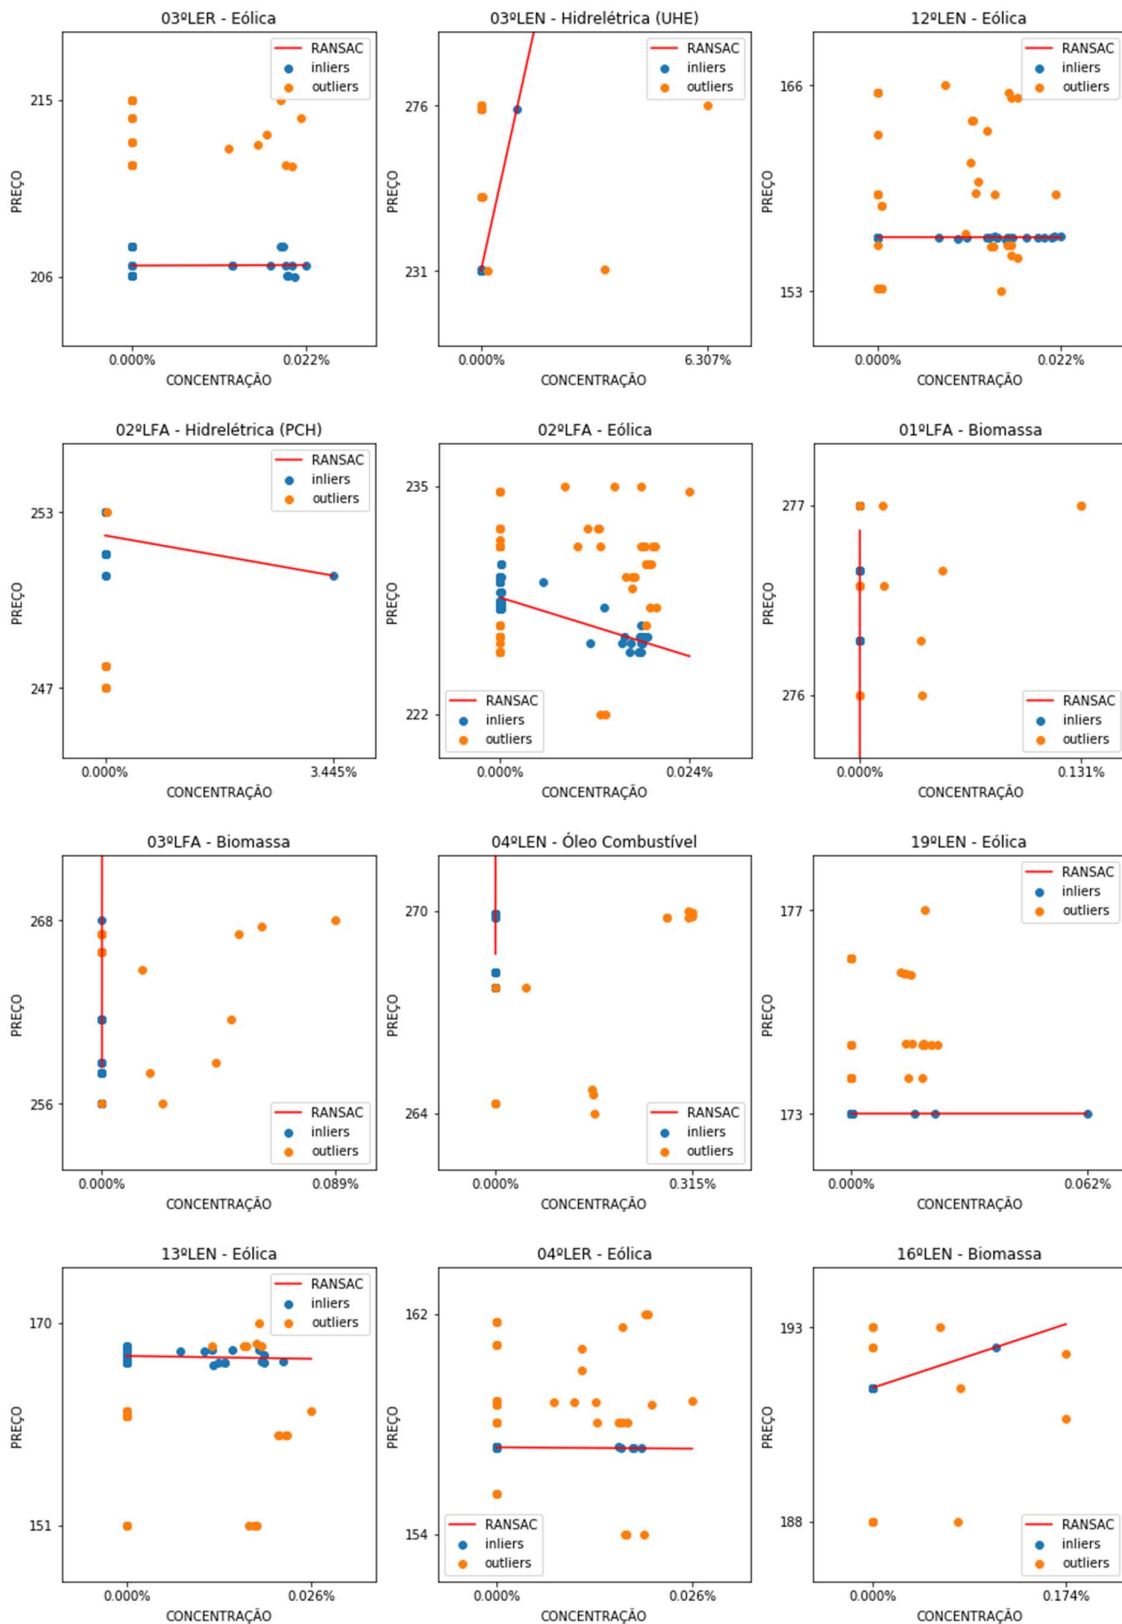 03ºLER - Eólica
PREÇO
215
206
RANSAC
inliers
outliers
0.000%
0.022%
CONCENTRAÇÃO
03ºLEN - Hidrelétrica (UHE)
PREÇO
276
231
RANSAC
inliers
outliers
0.000%
6.307%
CONCENTRAÇÃO
12ºLEN - Eólica
PREÇO
166
153
RANSAC
inliers
outliers
0.000%
0.022%
CONCENTRAÇÃO
02ºLFA - Hidrelétrica (PCH)
PREÇO
253
247
RANSAC
inliers
outliers
0.000%
3.445%
CONCENTRAÇÃO
02ºLFA - Eólica
PREÇO
235
222
RANSAC
inliers
outliers
0.000%
0.024%
CONCENTRAÇÃO
01ºLFA - Biomassa
PREÇO
277
276
RANSAC
inliers
outliers
0.000%
0.131%
CONCENTRAÇÃO
03ºLFA - Biomassa
PREÇO
268
256
RANSAC
inliers
outliers
0.000%
0.089%
CONCENTRAÇÃO
04ºLEN - Óleo Combustível
PREÇO
270
264
RANSAC
inliers
outliers
0.000%
0.315%
CONCENTRAÇÃO
19ºLEN - Eólica
PREÇO
177
173
RANSAC
inliers
outliers
0.000%
0.062%
CONCENTRAÇÃO
13ºLEN - Eólica
PREÇO
170
151
RANSAC
inliers
outliers
0.000%
0.026%
CONCENTRAÇÃO
04ºLER - Eólica
PREÇO
162
154
RANSAC
inliers
outliers
0.000%
0.026%
CONCENTRAÇÃO
16ºLEN - Biomassa
PREÇO
193
188
RANSAC
inliers
outliers
0.000%
0.174%
CONCENTRAÇÃO